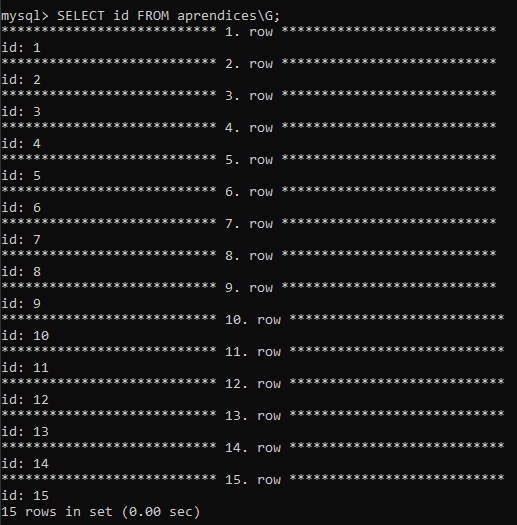 mysql> SELECT id FROM aprendices\G;
*************************** 1. row ***************************
id: 1
*************************** 2. row ***************************
id: 2
*************************** 3. row ***************************
id: 3
*************************** 4. row ***************************
id: 4
*************************** 5. row ***************************
id: 5
*************************** 6. row ***************************
id: 6
*************************** 7. row ***************************
id: 7
*************************** 8. row ***************************
id: 8
*************************** 9. row ***************************
id: 9
*************************** 10. row ***************************
id: 10
*************************** 11. row ***************************
id: 11
*************************** 12. row ***************************
id: 12
*************************** 13. row ***************************
id: 13
*************************** 14. row ***************************
id: 14
*************************** 15. row ***************************
id: 15
15 rows in set (0.00 sec)